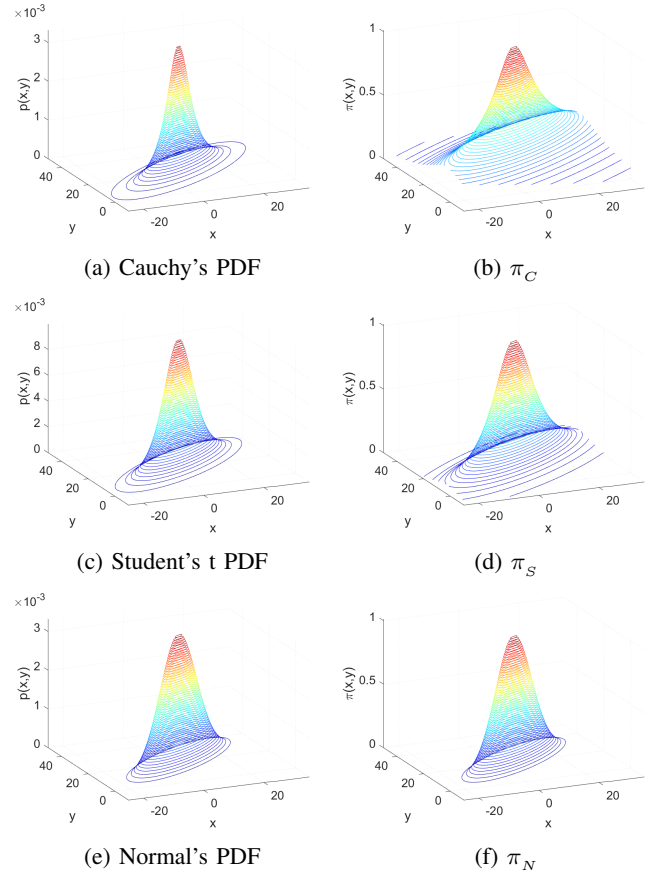 ×10⁻³
3
2
1
0
p(x,y)
40
20
0
y
-20
0
20
x
(a) Cauchy's PDF
1
0.5
0
π(x,y)
40
20
0
y
-20
0
20
x
(b) π_C
×10⁻³
8
6
4
2
0
p(x,y)
40
20
0
y
-20
0
20
x
(c) Student's t PDF
1
0.5
0
π(x,y)
40
20
0
y
-20
0
20
x
(d) π_S
×10⁻³
3
2
1
0
p(x,y)
40
20
0
y
-20
0
20
x
(e) Normal's PDF
1
0.5
0
π(x,y)
40
20
0
y
-20
0
20
x
(f) π_N